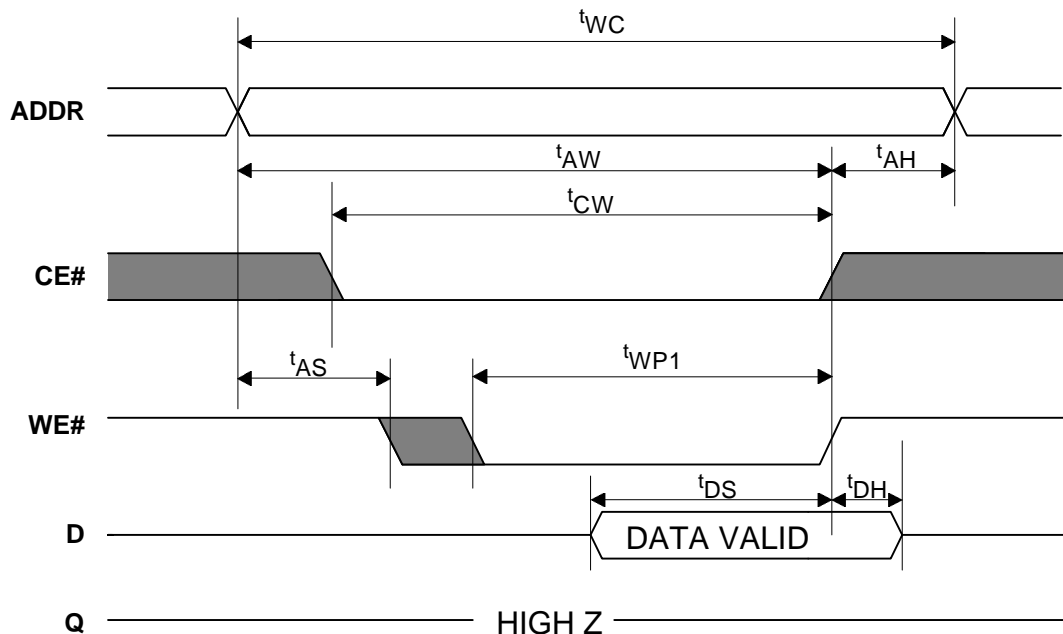 tWC
ADDR
tAW
tAH
tCW
CE#
tAS
tWP1
WE#
tDS
tDH
D
DATA VALID
Q
HIGH Z